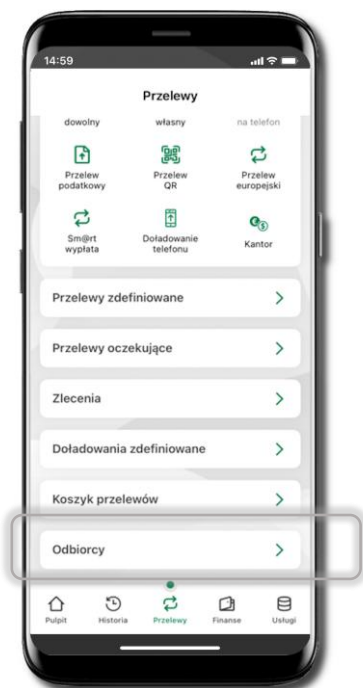 14:59
Przelewy
dowolny
własny
na telefon
Przelew
podatkowy
Przelew
QR
Przelew
europejski
Sm@rt
wypłata
Doładowanie
telefonu
Kantor
Przelewy zdefiniowane
Przelewy oczekujące
Zlecenia
Doładowania zdefiniowane
Koszyk przelewów
Odbiorcy
Pulpit
Historia
Przelewy
Finanse
Usługi